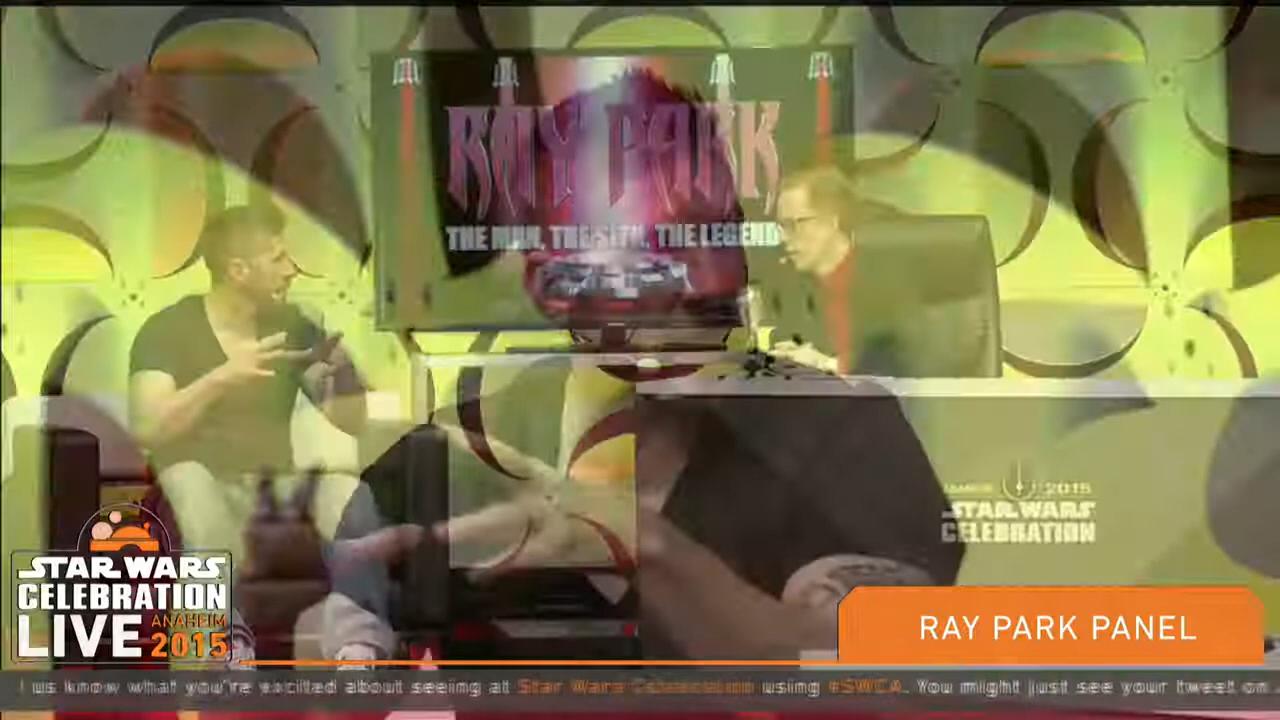 RAY PARK
THE MAN, THE SITH, THE LEGEND
2015
STAR WARS
CELEBRATION
STAR WARS
CELEBRATION
LIVE ANAHEIM
2015
RAY PARK PANEL
us know what you're excited about seeing at Star Wars Celebration using #SWCA. You might just see your tweet on